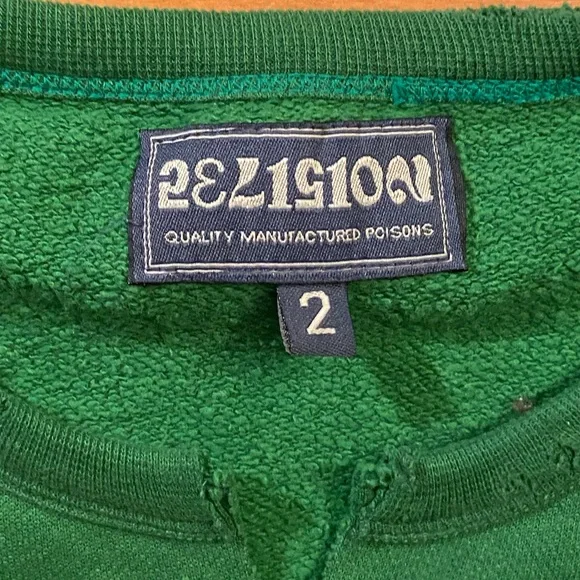 RELIGION
QUALITY MANUFACTURED POISONS
2